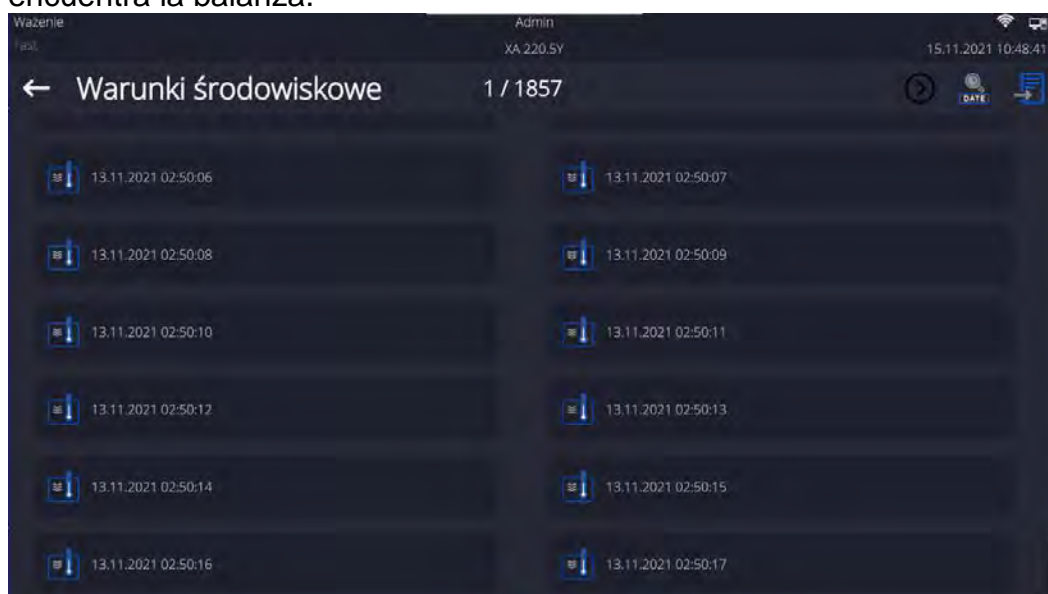 encuentra la balanza.
Ważenie Admin
Fast XA 220.5Y 15.11.2021 10:48:41
← Warunki środowiskowe 1 / 1857 DATE
13.11.2021 02:50:06 13.11.2021 02:50:07
13.11.2021 02:50:08 13.11.2021 02:50:09
13.11.2021 02:50:10 13.11.2021 02:50:11
13.11.2021 02:50:12 13.11.2021 02:50:13
13.11.2021 02:50:14 13.11.2021 02:50:15
13.11.2021 02:50:16 13.11.2021 02:50:17